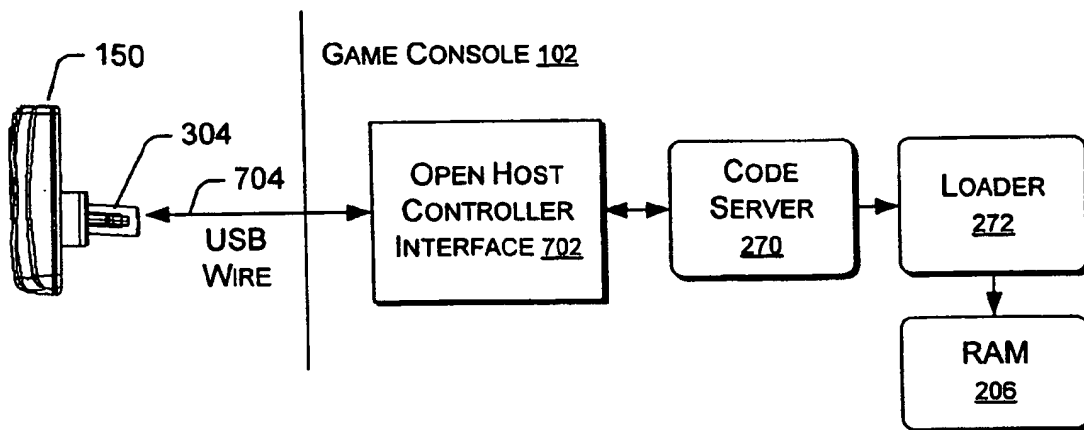 150
GAME CONSOLE 102
304
704
USB
WIRE
OPEN HOST
CONTROLLER
INTERFACE 702
CODE
SERVER
270
LOADER
272
RAM
206